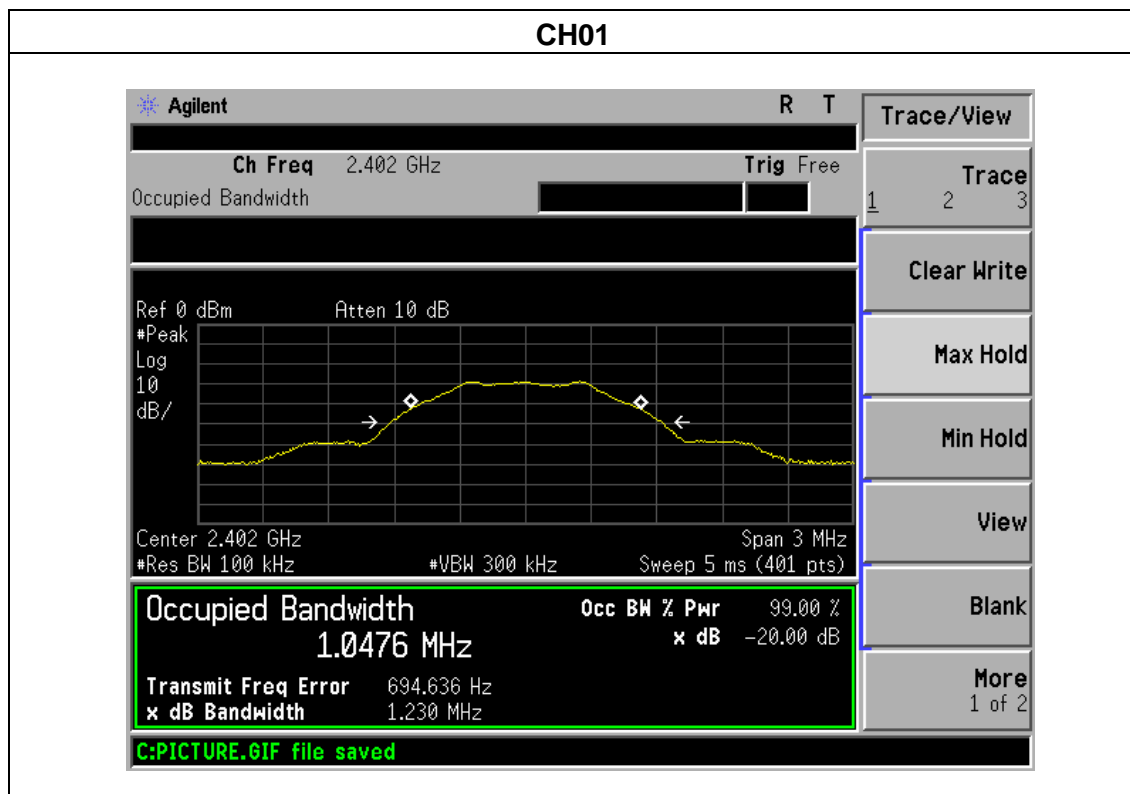 CH01
Agilent R T
Ch Freq 2.402 GHz Trig Free
Occupied Bandwidth
Ref 0 dBm Atten 10 dB
#Peak
Log
10
dB/
Center 2.402 GHz Span 3 MHz
#Res BW 100 kHz #VBW 300 kHz Sweep 5 ms (401 pts)
Occupied Bandwidth Occ BW % Pwr 99.00 %
1.0476 MHz x dB -20.00 dB
Transmit Freq Error 694.636 Hz
x dB Bandwidth 1.230 MHz
C:PICTURE.GIF file saved
Trace/View
Trace
1 2 3
Clear Write
Max Hold
Min Hold
View
Blank
More
1 of 2